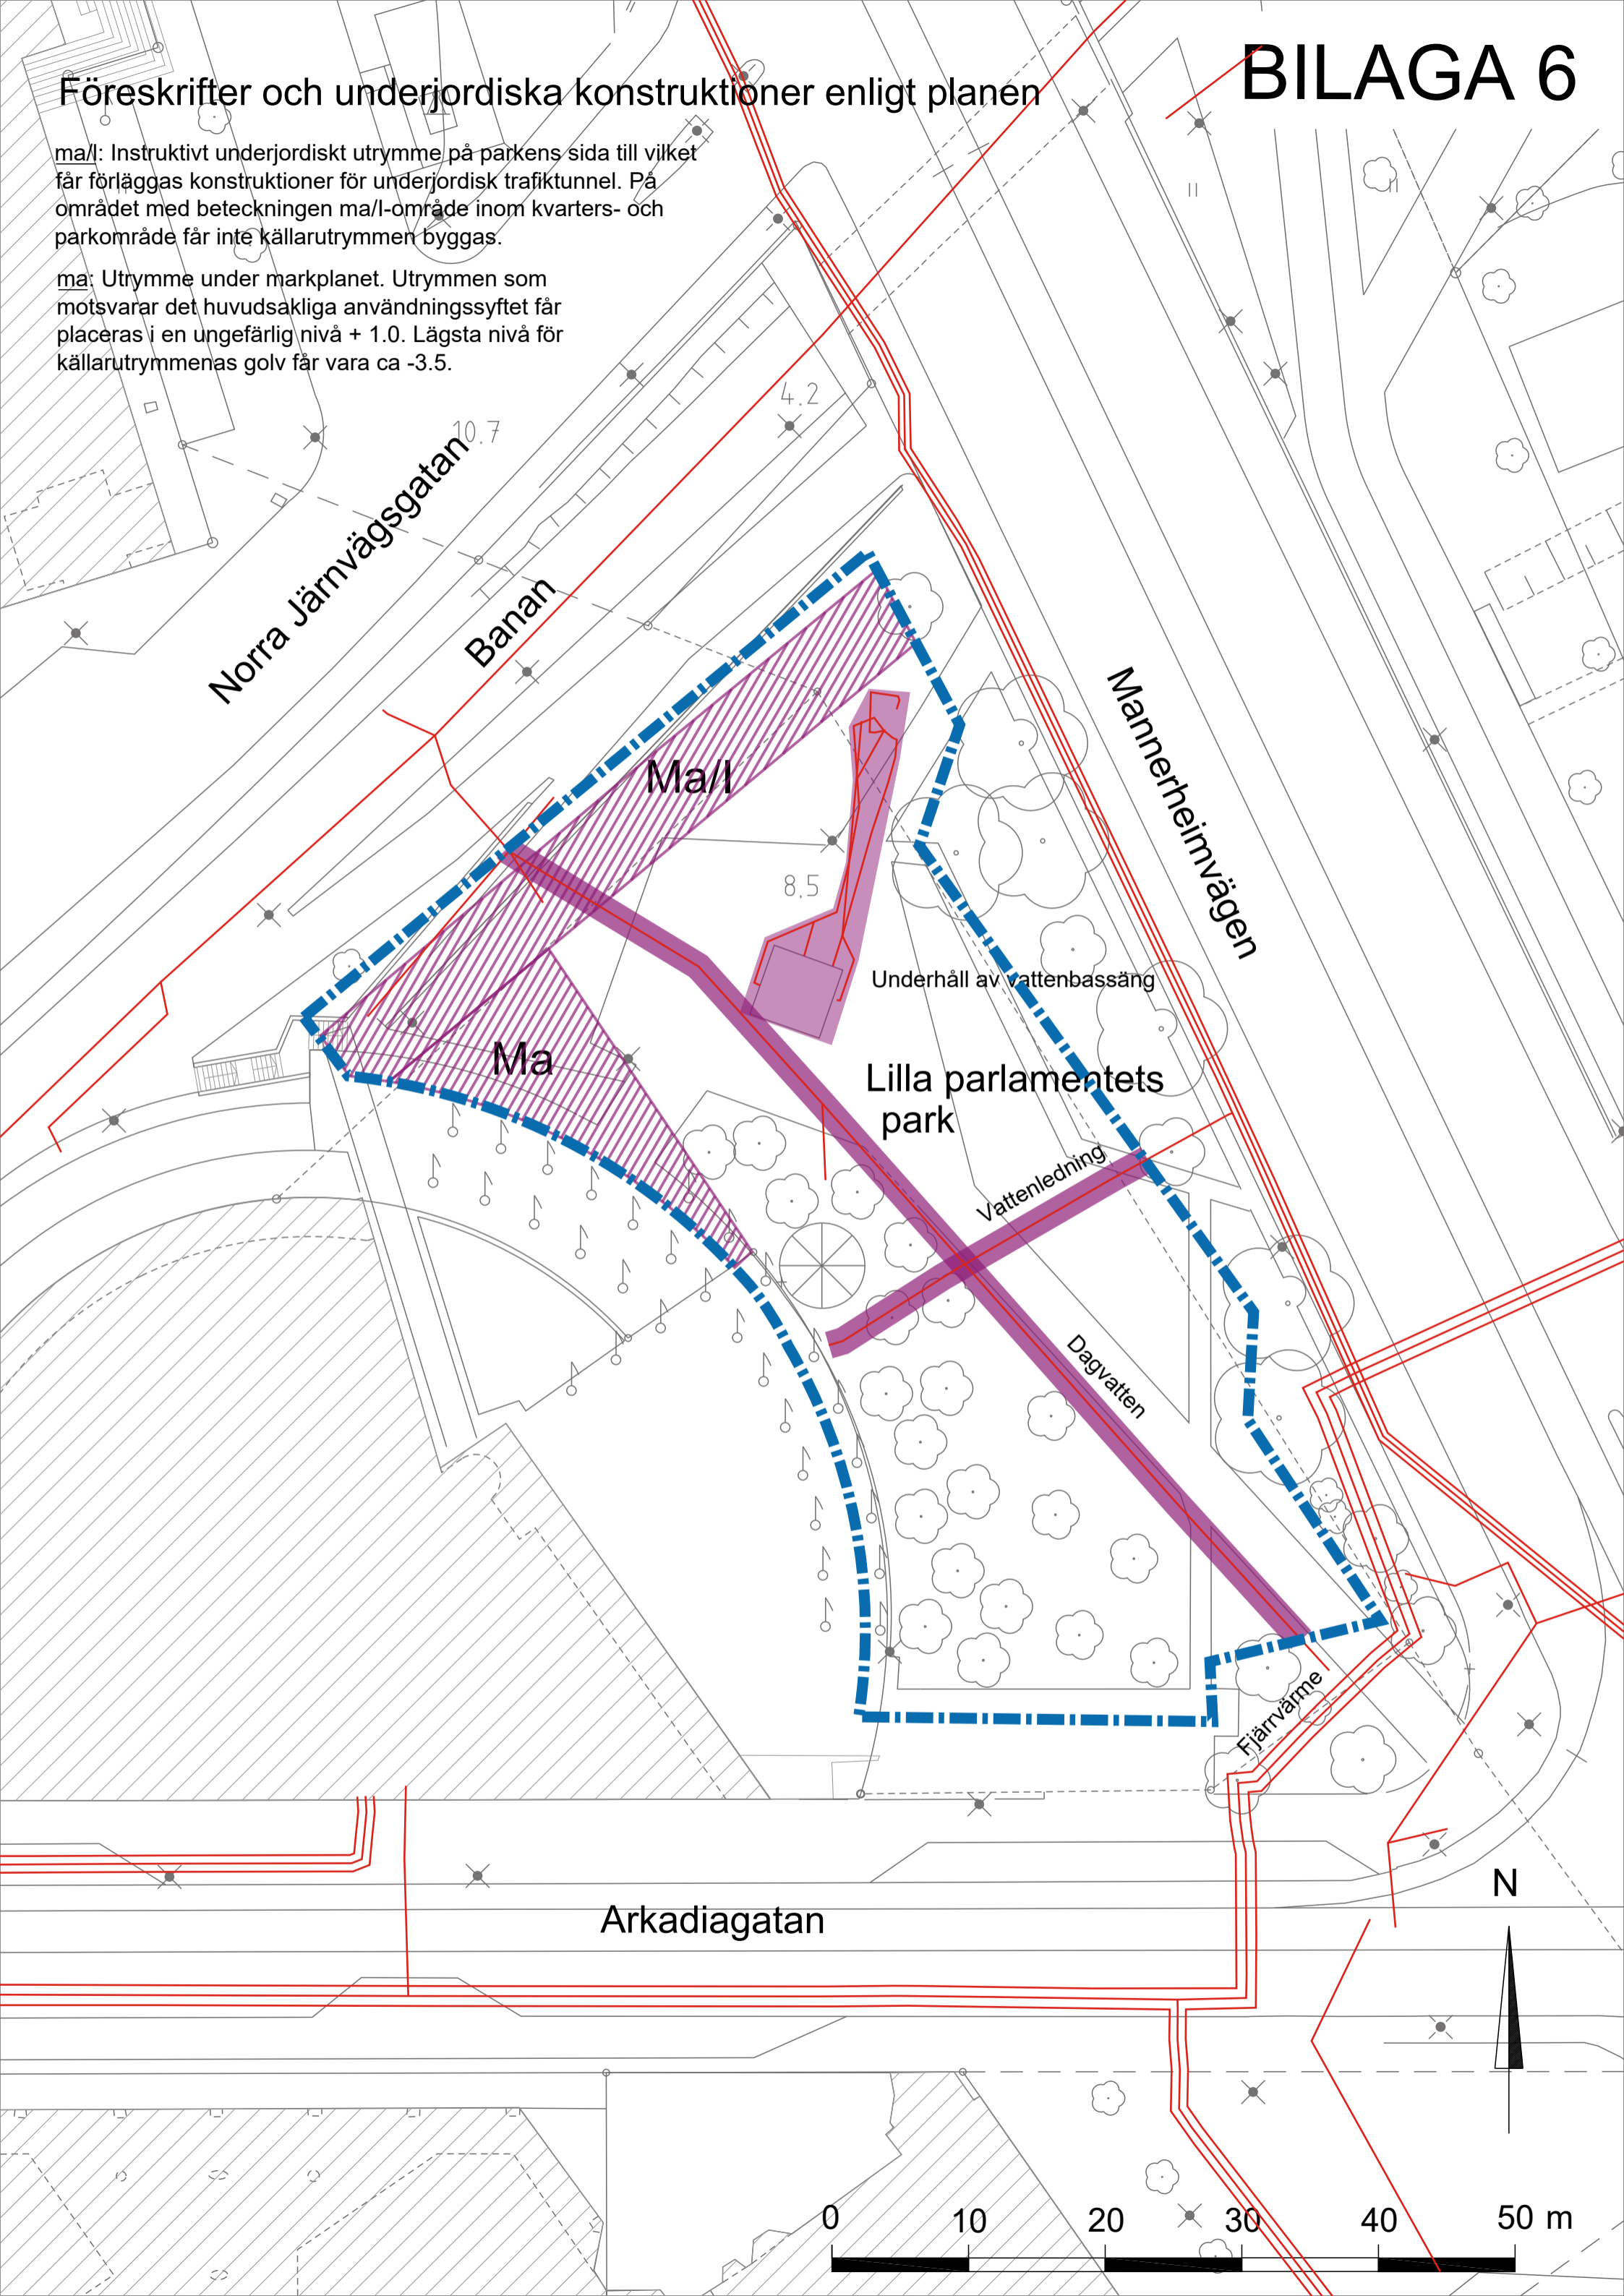 BILAGA 6
Föreskrifter och underjordiska konstruktioner enligt planen
ma/l: Instruktivt underjordiskt utrymme på parkens sida till vilket
får förläggas konstruktioner för underjordisk trafiktunnel. På
området med beteckningen ma/I-område inom kvarters- och
parkområde får inte källarutrymmen byggas.
ma: Utrymme under markplanet. Utrymmen som
motsvarar det huvudsakliga användningssyftet får
placeras i en ungefärlig nivå + 1.0. Lägsta nivå för
källarutrymmenas golv får vara ca -3.5.
4.2
10.7
Norra Järnvägsgatan
Banan
Mannerheimvägen
Ma/I
8.5
Underhåll av vattenbassäng
Ma
Lilla parlamentets
park
Vattenledning
Dagvatten
Fjärrvärme
Arkadiagatan
N
0 10 20 30 40 50 m